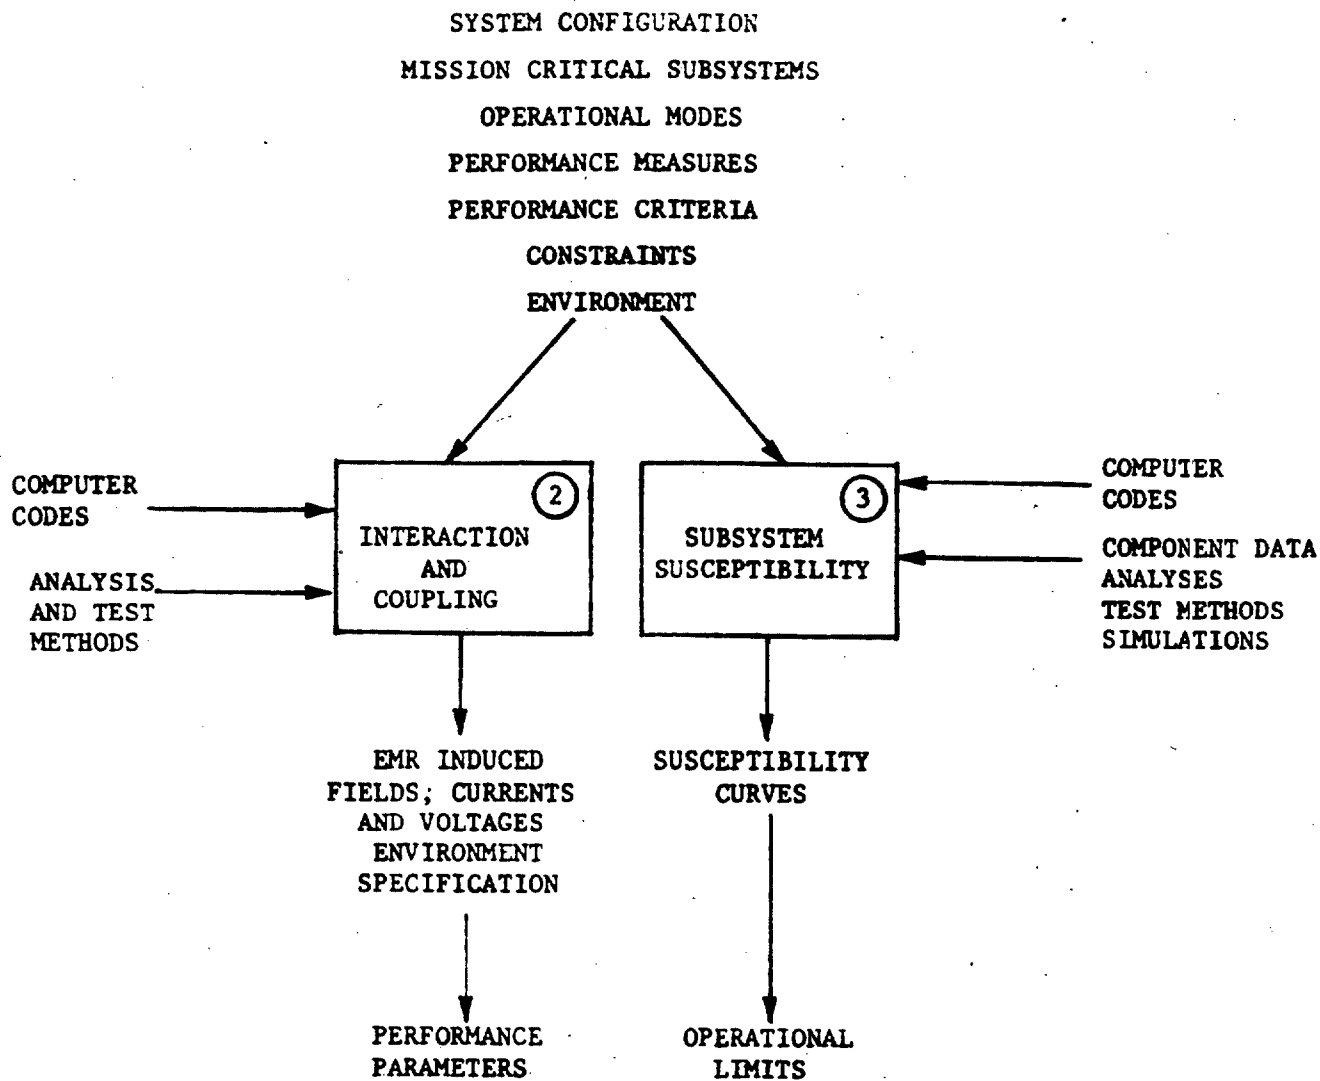 SYSTEM CONFIGURATION
MISSION CRITICAL SUBSYSTEMS
OPERATIONAL MODES
PERFORMANCE MEASURES
PERFORMANCE CRITERIA
CONSTRAINTS
ENVIRONMENT
COMPUTER
CODES
ANALYSIS
AND TEST
METHODS
2
INTERACTION
AND
COUPLING
3
SUBSYSTEM
SUSCEPTIBILITY
COMPUTER
CODES
COMPONENT DATA
ANALYSES
TEST METHODS
SIMULATIONS
EMR INDUCED
FIELDS; CURRENTS
AND VOLTAGES
ENVIRONMENT
SPECIFICATION
SUSCEPTIBILITY
CURVES
PERFORMANCE
PARAMETERS
OPERATIONAL
LIMITS